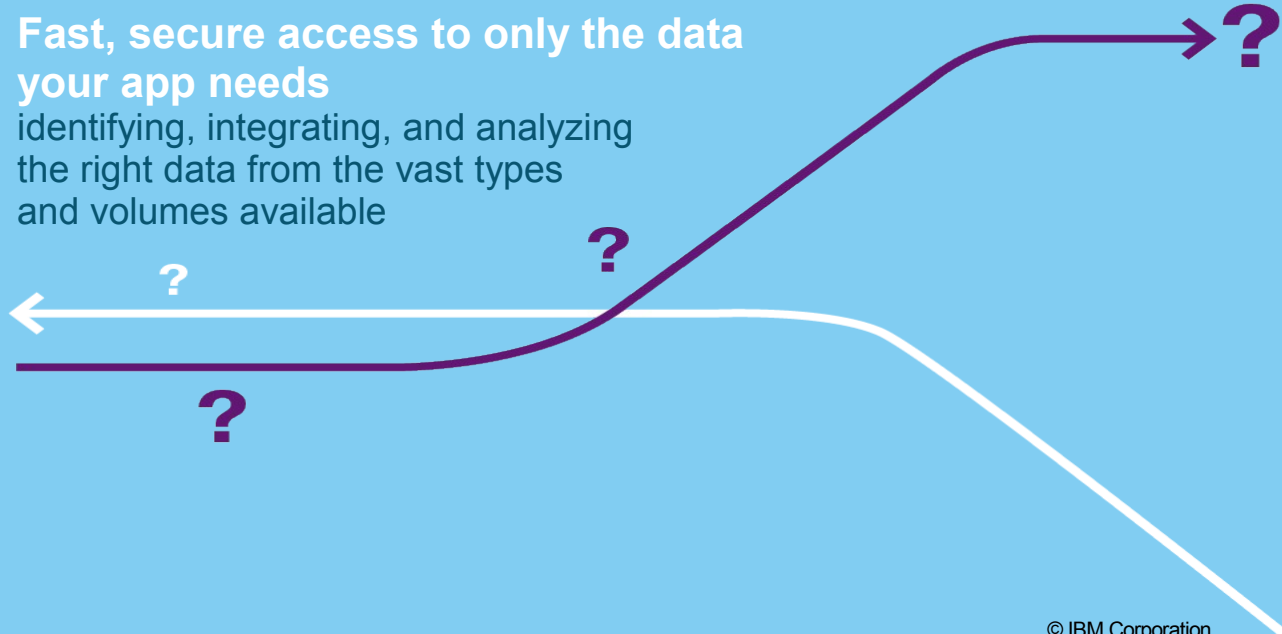 Fast, secure access to only the data
your app needs
identifying, integrating, and analyzing
the right data from the vast types
and volumes available
?
?
?
?
© IBM Corporation